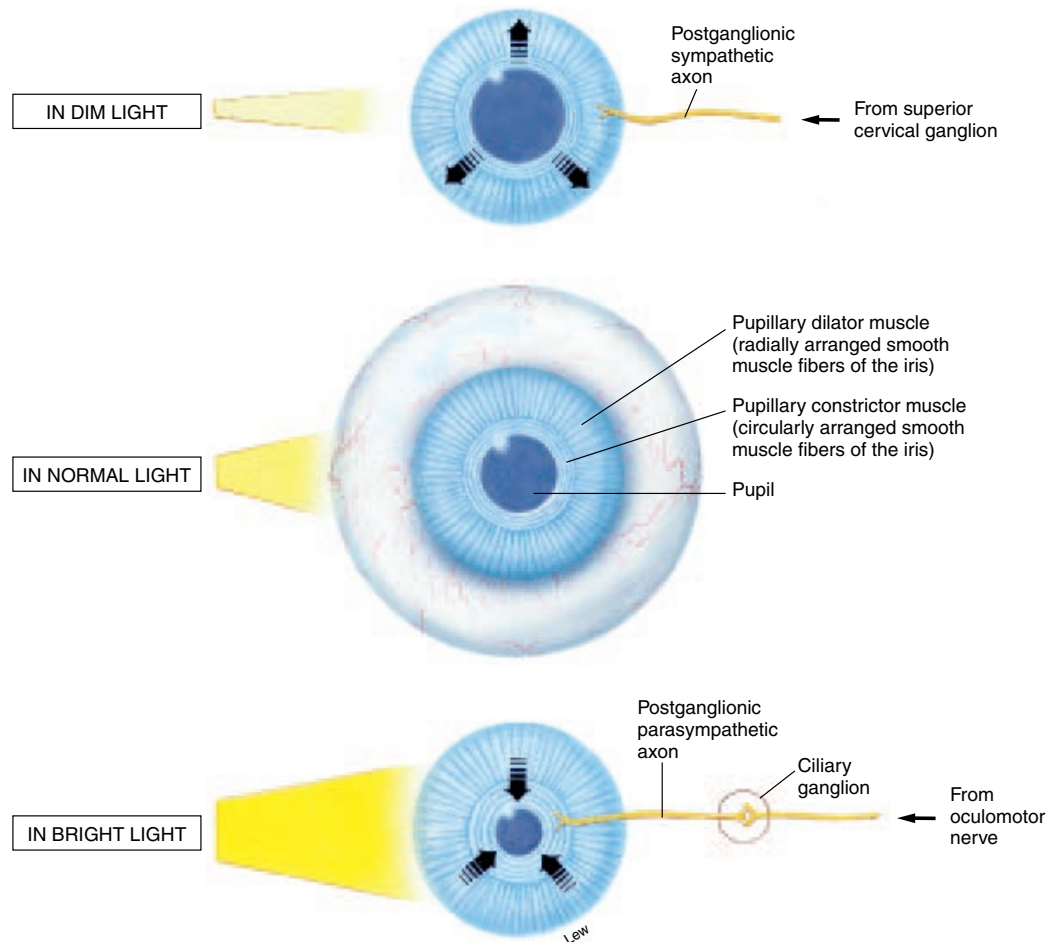 Postganglionic
sympathetic
axon
IN DIM LIGHT
From superior
cervical ganglion
Pupillary dilator muscle
(radially arranged smooth
muscle fibers of the iris)
Pupillary constrictor muscle
(circularly arranged smooth
muscle fibers of the iris)
IN NORMAL LIGHT
Pupil
Postganglionic
parasympathetic
axon
Ciliary
ganglion
IN BRIGHT LIGHT
From
oculomotor
nerve
Lew